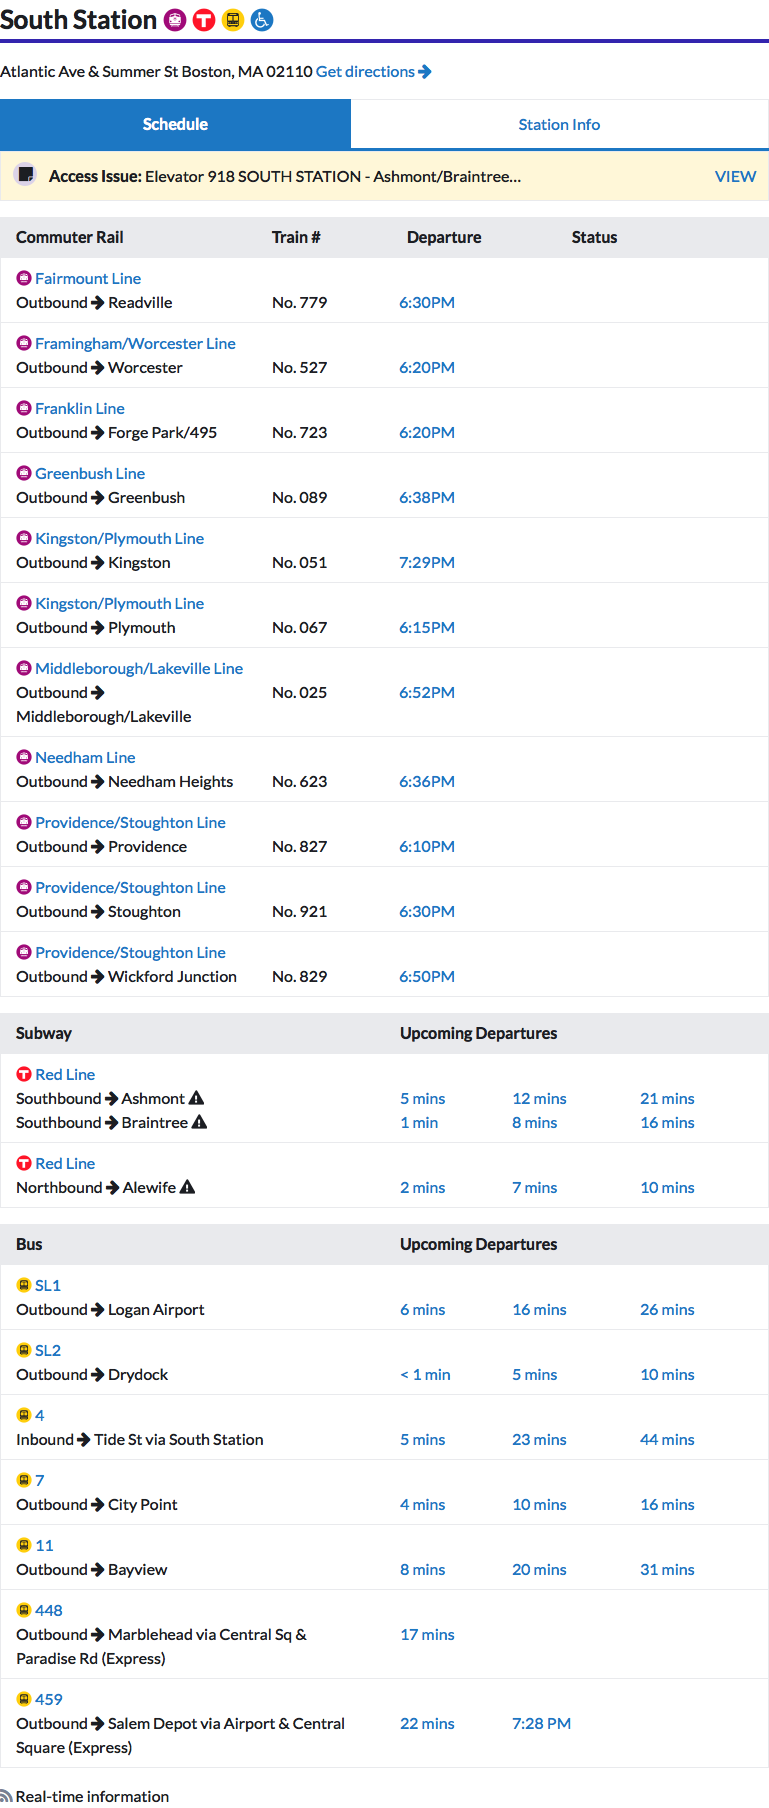 South Station
Atlantic Ave & Summer St Boston, MA 02110 Get directions
Schedule Station Info
Access Issue: Elevator 918 SOUTH STATION - Ashmont/Braintree... VIEW
Commuter Rail Train # Departure Status
Fairmount Line
Outbound Readville No. 779 6:30PM
Framingham/Worcester Line
Outbound Worcester No. 527 6:20PM
Franklin Line
Outbound Forge Park/495 No. 723 6:20PM
Greenbush Line
Outbound Greenbush No. 089 6:38PM
Kingston/Plymouth Line
Outbound Kingston No. 051 7:29PM
Kingston/Plymouth Line
Outbound Plymouth No. 067 6:15PM
Middleborough/Lakeville Line
Outbound No. 025 6:52PM
Middleborough/Lakeville
Needham Line
Outbound Needham Heights No. 623 6:36PM
Providence/Stoughton Line
Outbound Providence No. 827 6:10PM
Providence/Stoughton Line
Outbound Stoughton No. 921 6:30PM
Providence/Stoughton Line
Outbound Wickford Junction No. 829 6:50PM
Subway Upcoming Departures
Red Line
Southbound Ashmont 5 mins 12 mins 21 mins
Southbound Braintree 1 min 8 mins 16 mins
Red Line
Northbound Alewife 2 mins 7 mins 10 mins
Bus Upcoming Departures
SL1
Outbound Logan Airport 6 mins 16 mins 26 mins
SL2
Outbound Drydock < 1 min 5 mins 10 mins
4
Inbound Tide St via South Station 5 mins 23 mins 44 mins
7
Outbound City Point 4 mins 10 mins 16 mins
11
Outbound Bayview 8 mins 20 mins 31 mins
448
Outbound Marblehead via Central Sq & 17 mins
Paradise Rd (Express)
459
Outbound Salem Depot via Airport & Central 22 mins 7:28 PM
Square (Express)
Real-time information